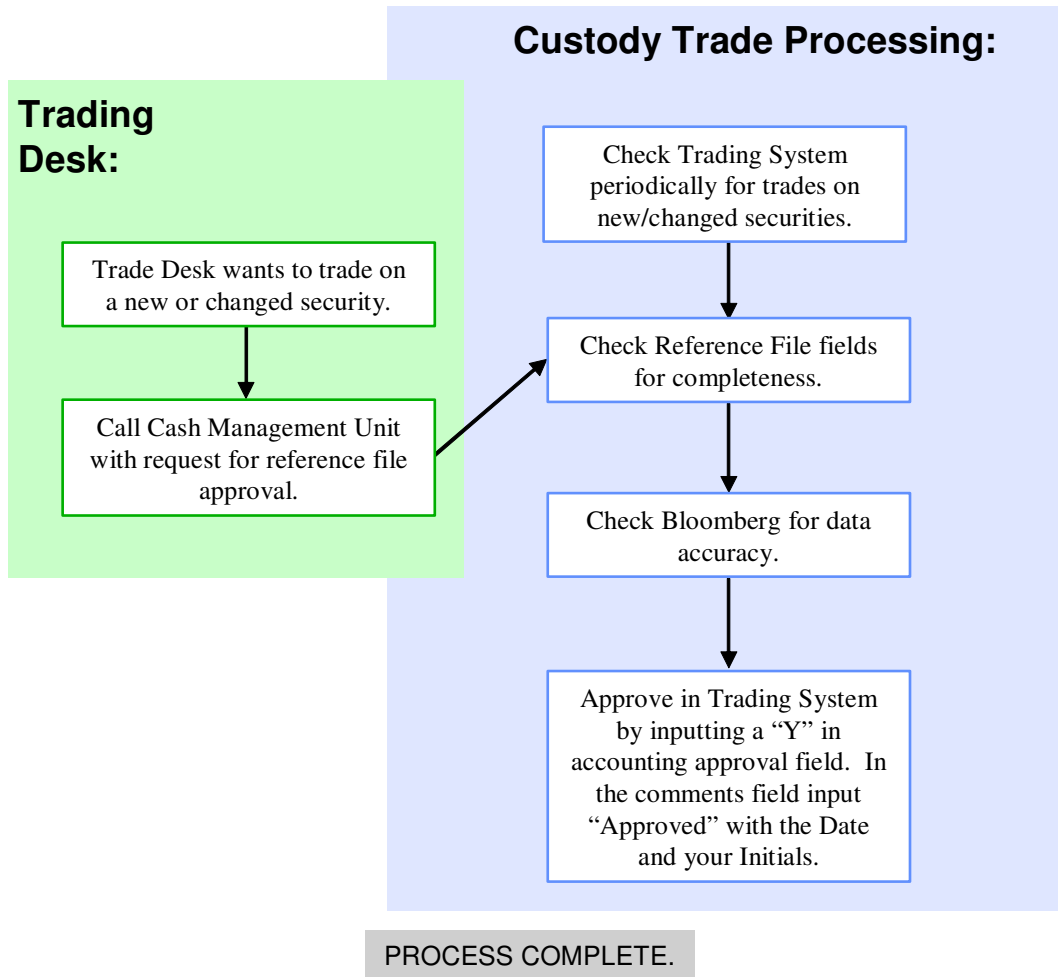 Custody Trade Processing:
Trading
Desk:
Check Trading System
periodically for trades on
new/changed securities.
Trade Desk wants to trade on
a new or changed security.
Check Reference File fields
for completeness.
Call Cash Management Unit
with request for reference file
approval.
Check Bloomberg for data
accuracy.
Approve in Trading System
by inputting a “Y” in
accounting approval field.  In
the comments field input
“Approved” with the Date
and your Initials.
PROCESS COMPLETE.